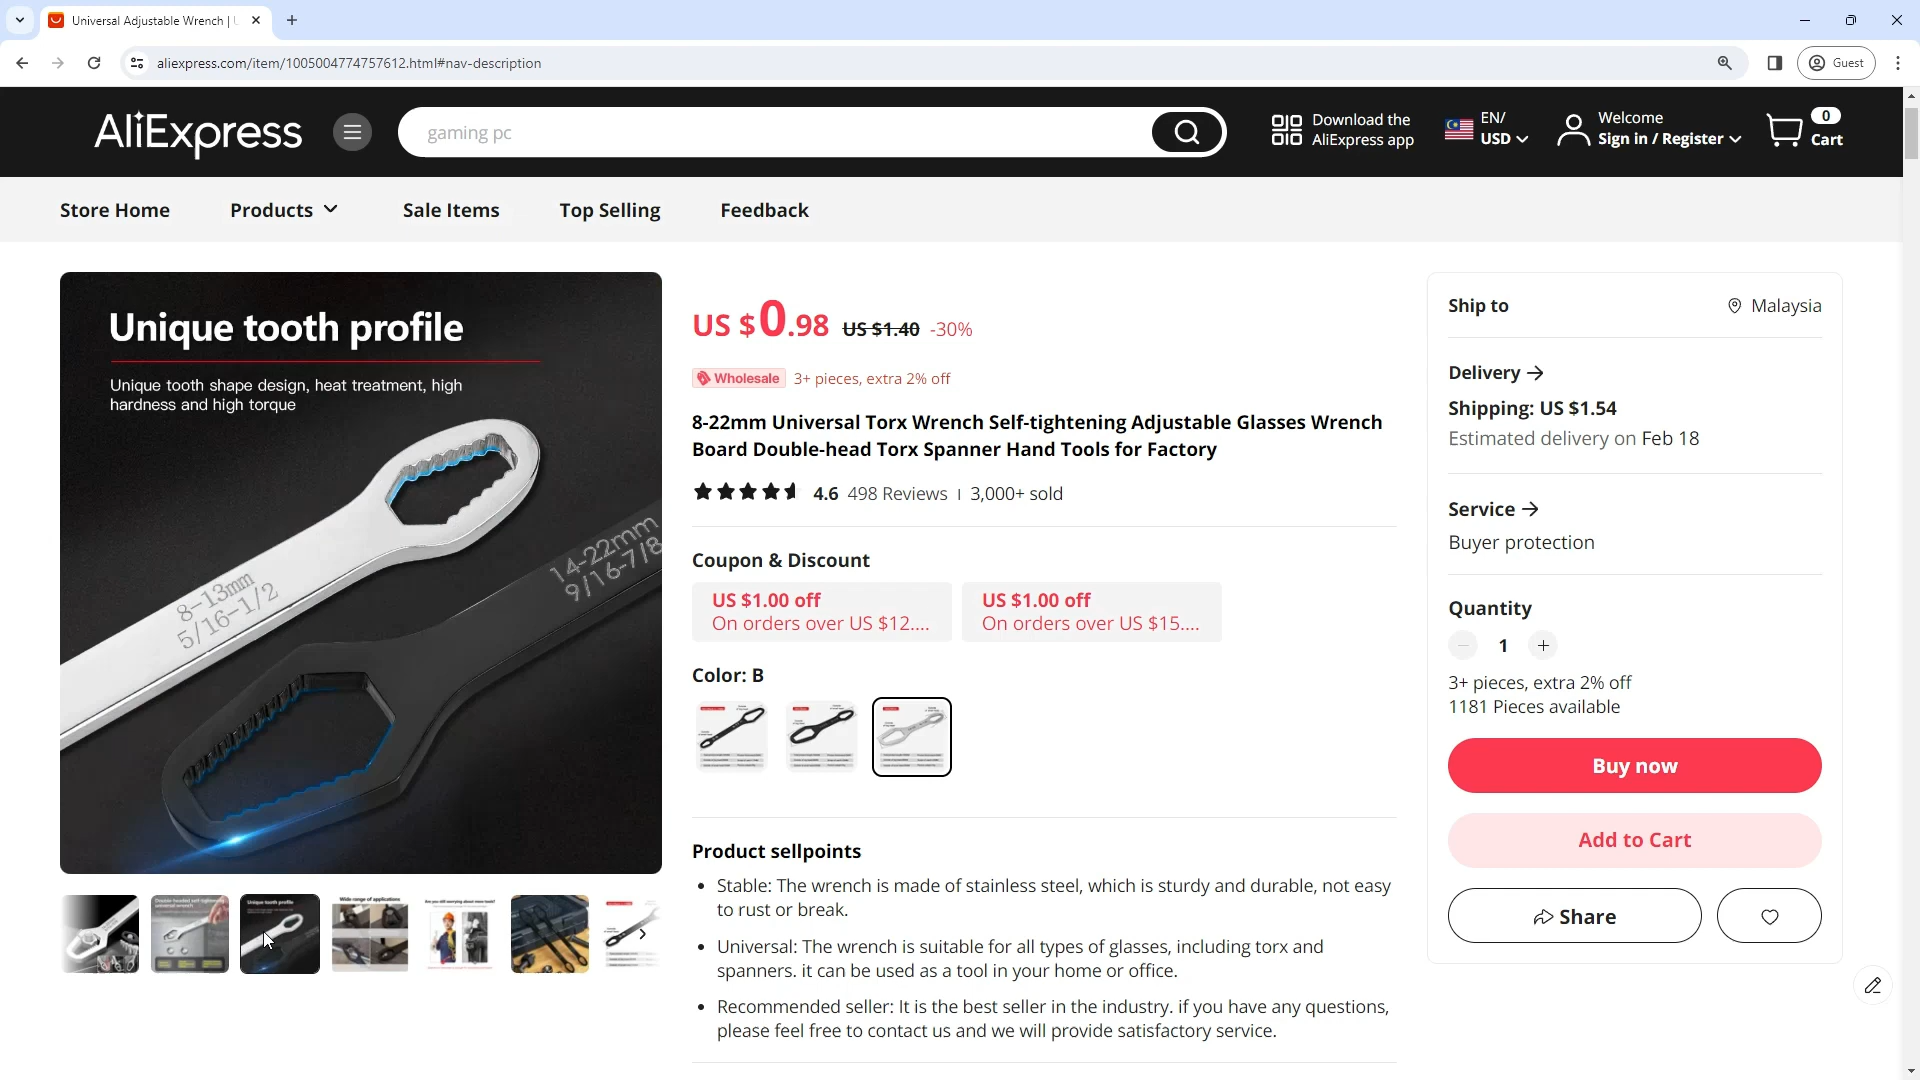 Universal Adjustable Wrench |
aliexpress.com/item/1005004774757612.html#nav-description
Guest
AliExpress
gaming pc
Download the
AliExpress app
EN/
USD
Welcome
Sign in / Register
0
Cart
Store Home
Products
Sale Items
Top Selling
Feedback
Unique tooth profile
Unique tooth shape design, heat treatment, high
hardness and high torque
8-13mm
5/16-1/2
14-22mm
9/16-7/8
US $0.98 US $1.40 -30%
Wholesale 3+ pieces, extra 2% off
8-22mm Universal Torx Wrench Self-tightening Adjustable Glasses Wrench
Board Double-head Torx Spanner Hand Tools for Factory
4.6 498 Reviews | 3,000+ sold
Coupon & Discount
US $1.00 off
On orders over US $12....
US $1.00 off
On orders over US $15....
Color: B
Product sellpoints
• Stable: The wrench is made of stainless steel, which is sturdy and durable, not easy
to rust or break.
• Universal: The wrench is suitable for all types of glasses, including torx and
spanners. it can be used as a tool in your home or office.
• Recommended seller: It is the best seller in the industry. if you have any questions,
please feel free to contact us and we will provide satisfactory service.
Ship to
Malaysia
Delivery
Shipping: US $1.54
Estimated delivery on Feb 18
Service
Buyer protection
Quantity
1
3+ pieces, extra 2% off
1181 Pieces available
Buy now
Add to Cart
Share
Unique tooth profile
Wide range of applications